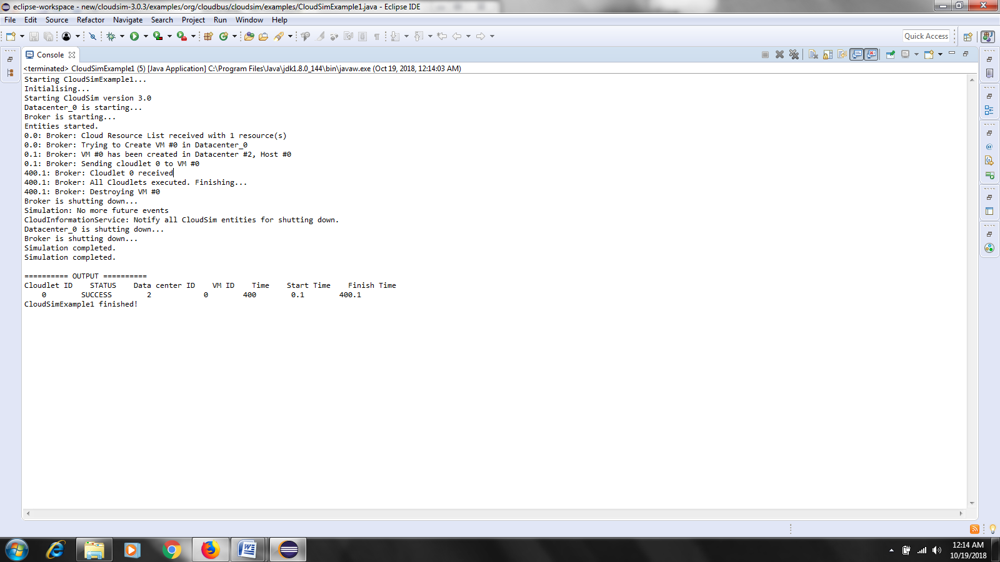 eclipse-workspace - new/cloudsim-3.0.3/examples/org/cloudbus/cloudsim/examples/CloudSimExample1.java - Eclipse IDE
File Edit Source Refactor Navigate Search Project Run Window Help
Quick Access
Console
<terminated> CloudSimExample1 (5) [Java Application] C:\Program Files\Java\jdk1.8.0_144\bin\javaw.exe (Oct 19, 2018, 12:14:03 AM)
Starting CloudSimExample1...
Initialising...
Starting CloudSim version 3.0
Datacenter_0 is starting...
Broker is starting...
Entities started.
0.0: Broker: Cloud Resource List received with 1 resource(s)
0.0: Broker: Trying to Create VM #0 in Datacenter_0
0.1: Broker: VM #0 has been created in Datacenter #2, Host #0
0.1: Broker: Sending cloudlet 0 to VM #0
400.1: Broker: Cloudlet 0 received
400.1: Broker: All Cloudlets executed. Finishing...
400.1: Broker: Destroying VM #0
Broker is shutting down...
Simulation: No more future events
CloudInformationService: Notify all CloudSim entities for shutting down.
Datacenter_0 is shutting down...
Broker is shutting down...
Simulation completed.
Simulation completed.
========== OUTPUT ==========
Cloudlet ID    STATUS    Data center ID    VM ID    Time    Start Time    Finish Time
0    SUCCESS    2    0    400    0.1    400.1
CloudSimExample1 finished!
12:14 AM
10/19/2018